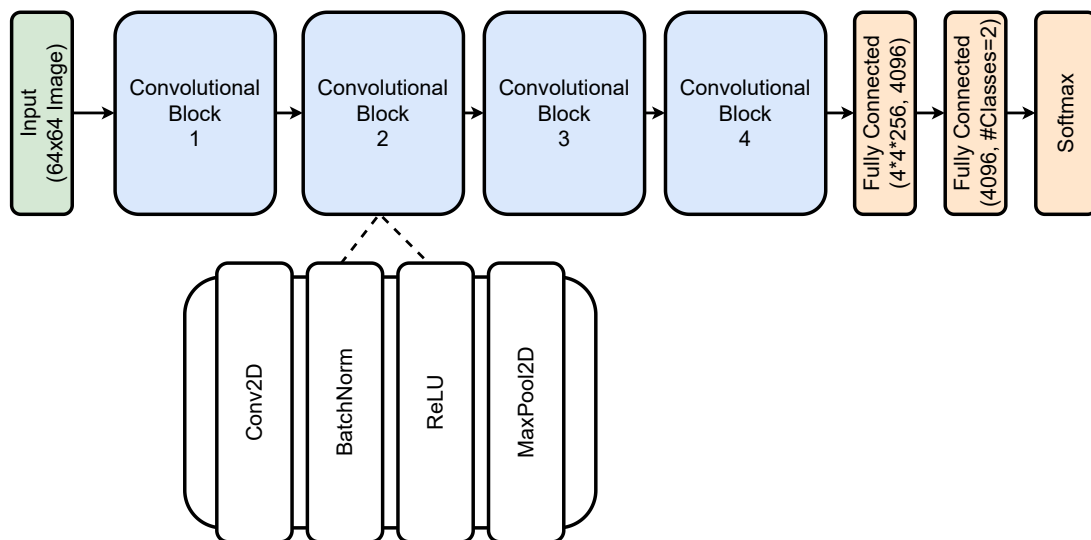 Input
(64x64 Image)
Convolutional
Block
1
Convolutional
Block
2
Convolutional
Block
3
Convolutional
Block
4
Fully Connected
(4*4*256, 4096)
Fully Connected
(4096, #Classes=2)
Softmax
Conv2D
BatchNorm
ReLU
MaxPool2D